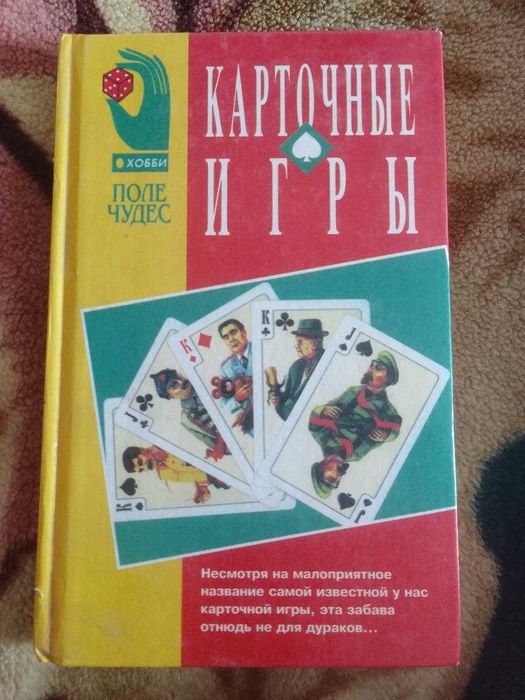 ХОББИ
ПОЛЕ
ЧУДЕС
КАРТОЧНЫЕ
ИГРЫ
K
J
K
K
J
Несмотря на малоприятное
название самой известной у нас
карточной игры, эта забава
отнюдь не для дураков...